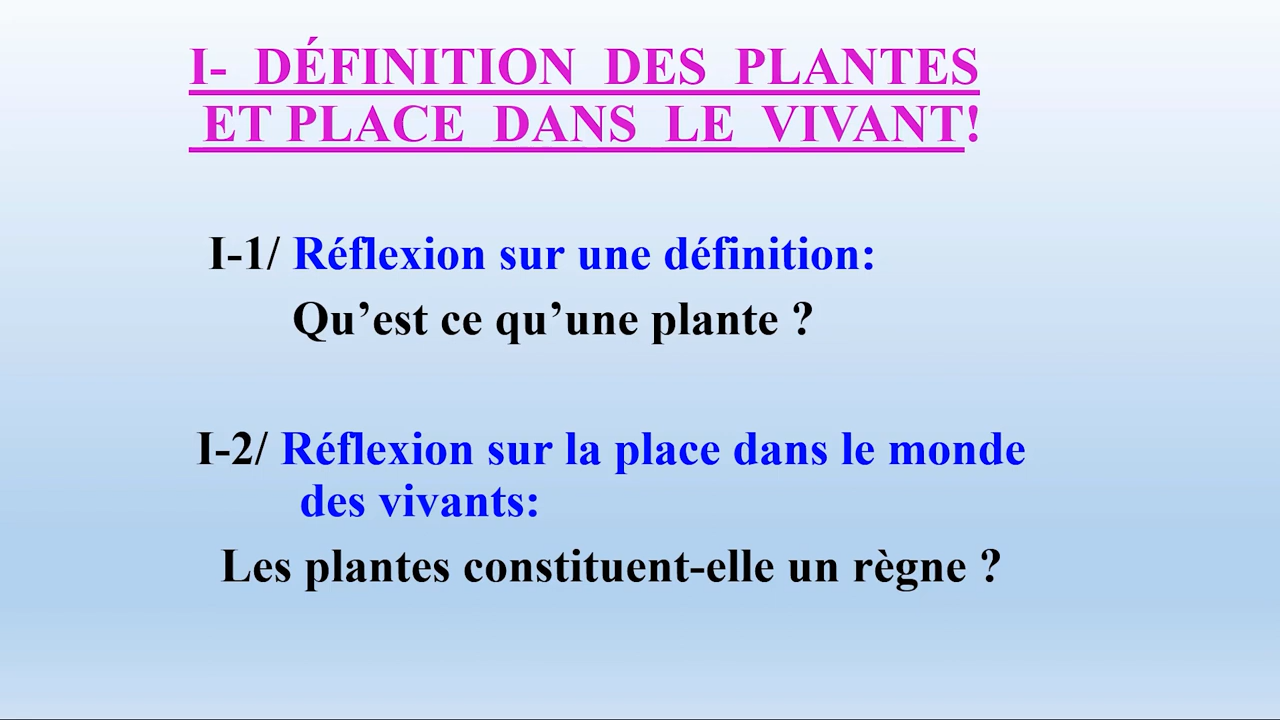 I- DÉFINITION DES PLANTES
ET PLACE DANS LE VIVANT!
I-1/ Réflexion sur une définition:
Qu’est ce qu’une plante ?
I-2/ Réflexion sur la place dans le monde
des vivants:
Les plantes constituent-elle un règne ?